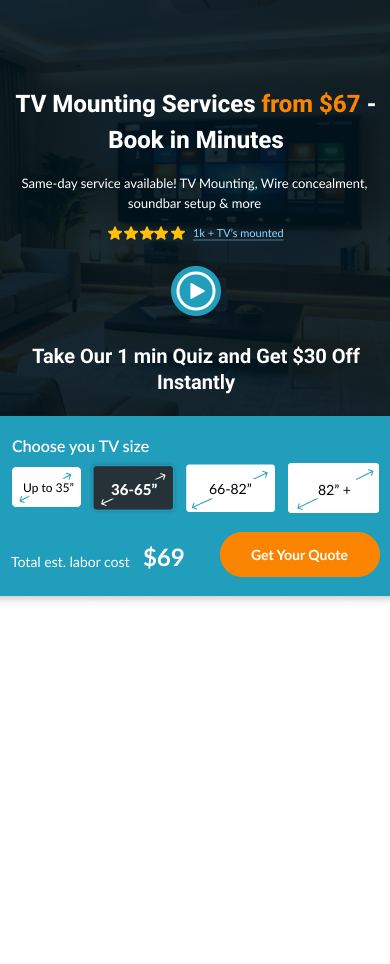 TV Mounting Services from $67 -
Book in Minutes
Same-day service available! TV Mounting, Wire concealment,
soundbar setup & more
1k + TV's mounted
Take Our 1 min Quiz and Get $30 Off
Instantly
Choose you TV size
Up to 35”
36-65”
66-82”
82” +
Total est. labor cost $69
Get Your Quote